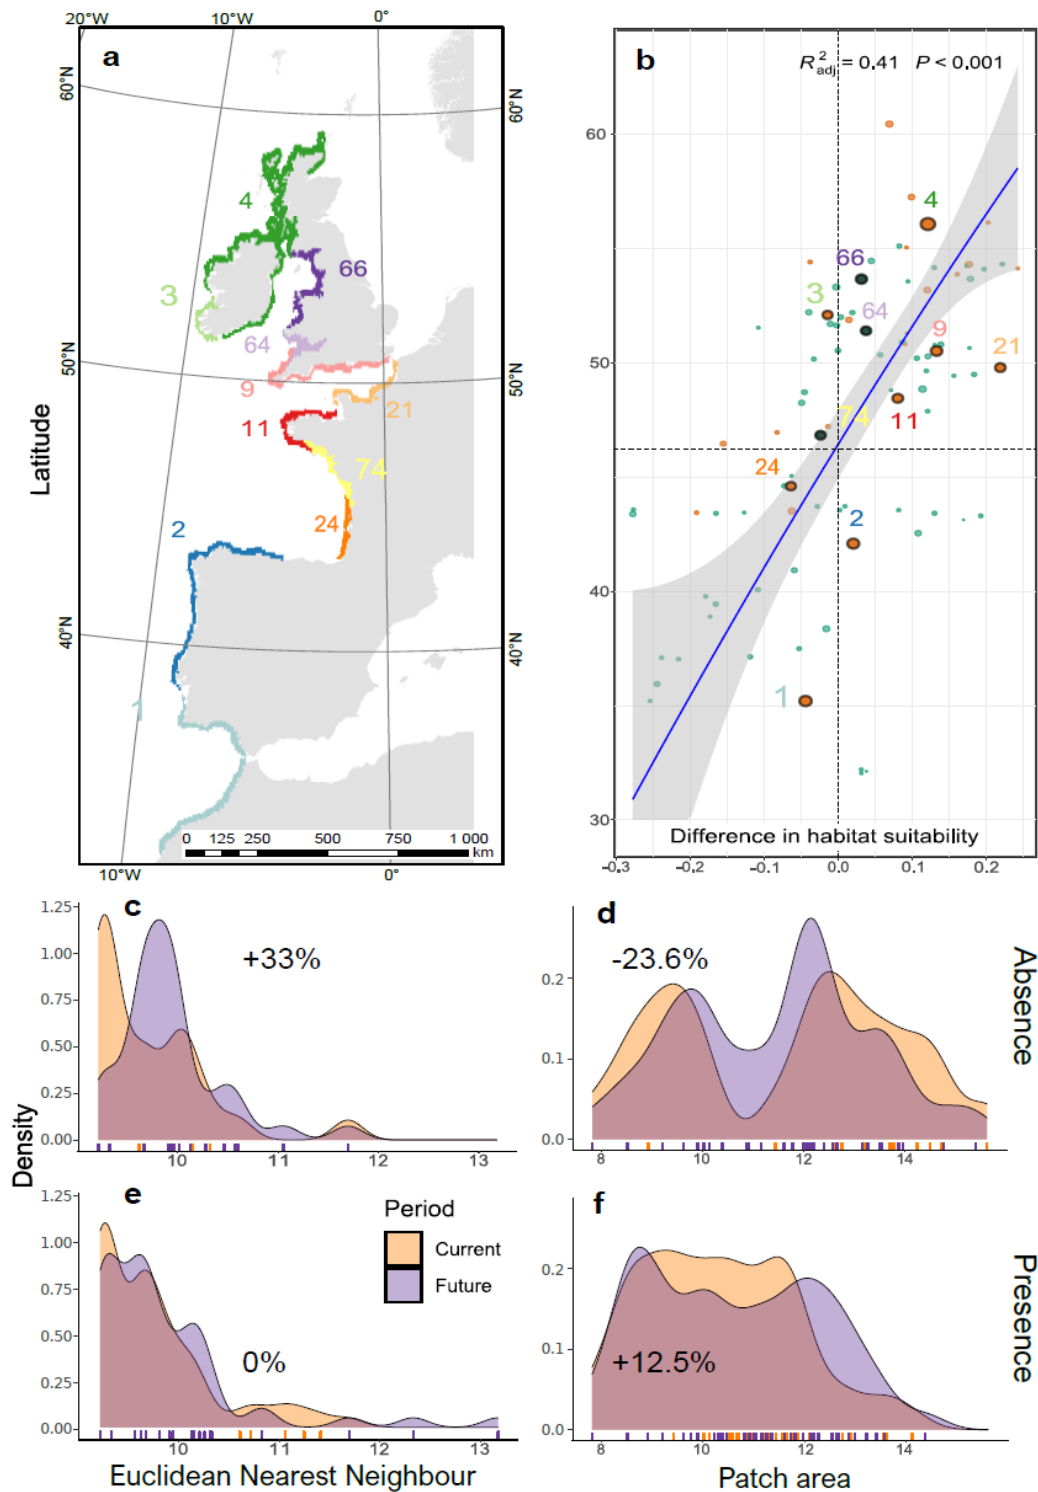 20°W
10°W
0°
a
60°N
60°N
4
66
3
64
50°N
50°N
9
21
11
74
2
24
40°N
40°N
1
0 125 250 500 750 1 000
km
10°W
0°
Latitude
b
R²adj = 0.41 P < 0.001
60
4
66
3
64
9
21
50
74
11
24
2
40
1
30
Difference in habitat suitability
-0.3 -0.2 -0.1 0.0 0.1 0.2
c
1.25
1.00
0.75
0.50
0.25
0.00
+33%
10 11 12 13
d
-23.6%
0.2
0.1
0.0
8 10 12 14
Absence
Density
e
1.25
1.00
0.75
0.50
0.25
0.00
Period
Current
Future
0%
10 11 12 13
Euclidean Nearest Neighbour
f
0.2
0.1
0.0
+12.5%
8 10 12 14
Patch area
Presence